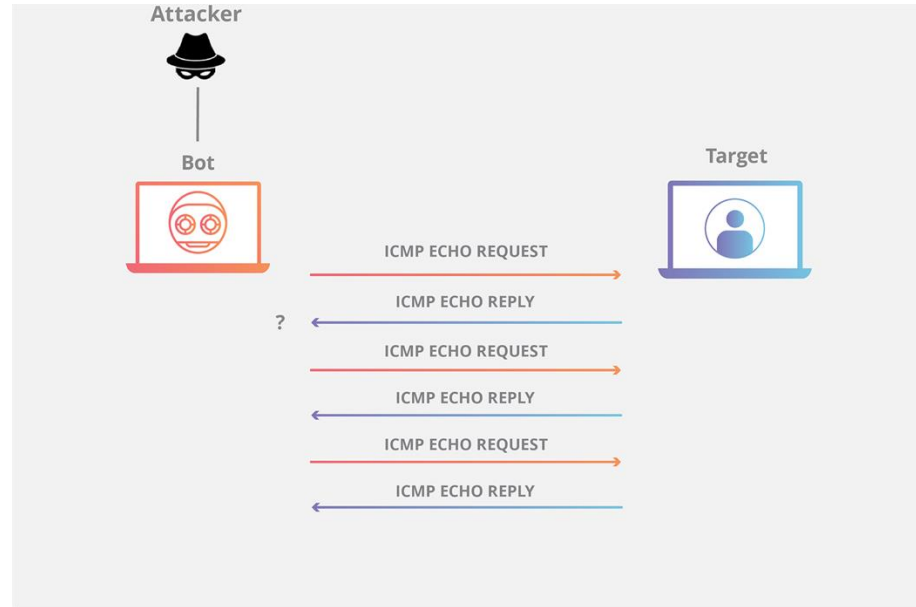 Attacker
Bot
Target
ICMP ECHO REQUEST
ICMP ECHO REPLY
?
ICMP ECHO REQUEST
ICMP ECHO REPLY
ICMP ECHO REQUEST
ICMP ECHO REPLY